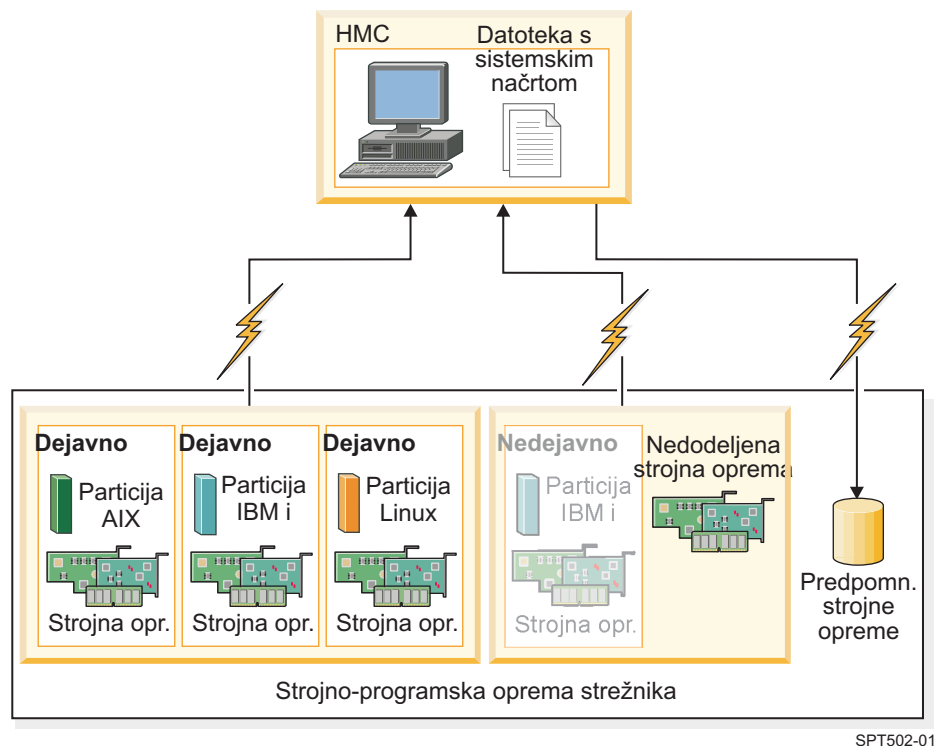 HMC
Datoteka s
sistemskim
načrtom
Dejavno
Particija
AIX
Strojna opr.
Dejavno
Particija
IBM i
Strojna opr.
Dejavno
Particija
Linux
Strojna opr.
Nedejavno
Particija
IBM i
Strojna opr.
Nedodeljena
strojna oprema
Predpomn.
strojne
opreme
Strojno-programska oprema strežnika
SPT502-01